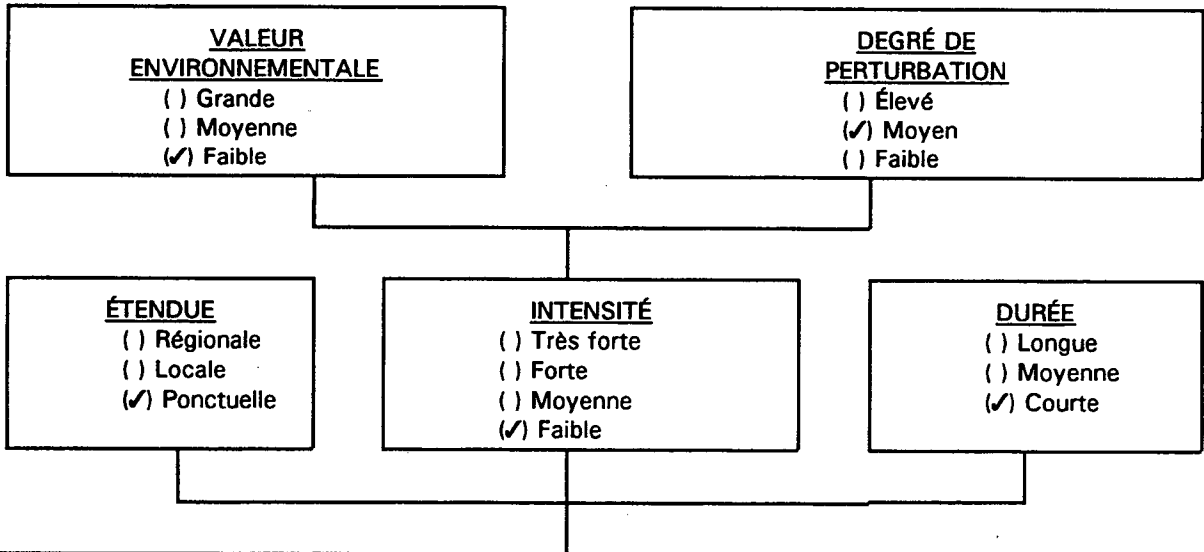 VALEUR
ENVIRONNEMENTALE
( ) Grande
( ) Moyenne
(✓) Faible
DEGRÉ DE
PERTURBATION
( ) Élevé
(✓) Moyen
( ) Faible
ÉTENDUE
( ) Régionale
( ) Locale
(✓) Ponctuelle
INTENSITÉ
( ) Très forte
( ) Forte
( ) Moyenne
(✓) Faible
DURÉE
( ) Longue
( ) Moyenne
(✓) Courte